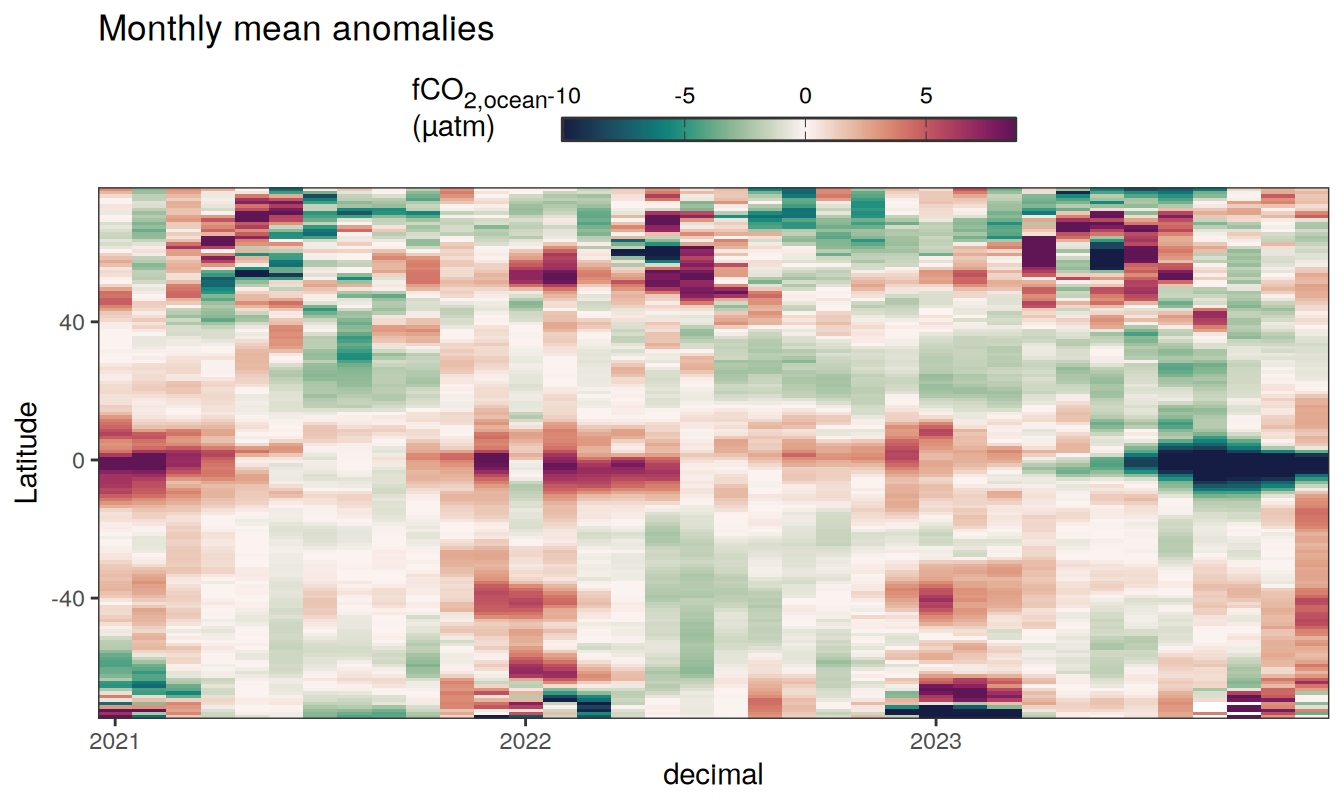 Monthly mean anomalies
fCO2,ocean
(μatm)
-10 -5 0 5
Latitude
40
0
-40
2021 2022 2023
decimal